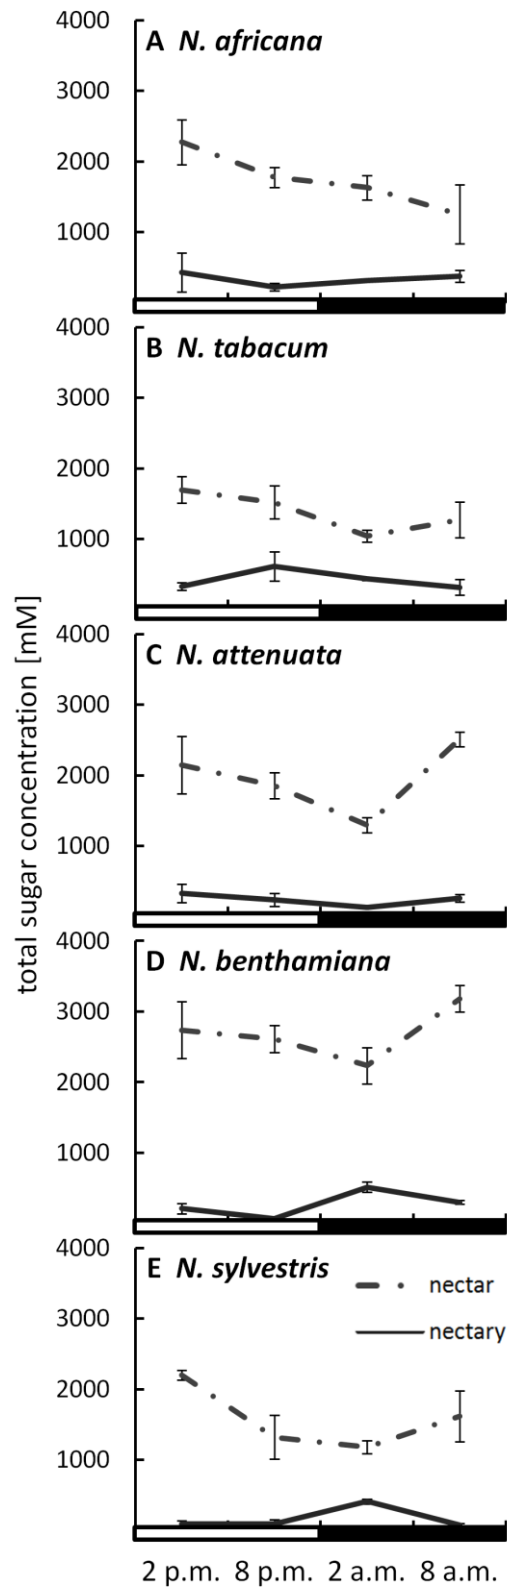 4000
A N. africana
3000
2000
1000
4000
B N. tabacum
3000
2000
1000
4000
C N. attenuata
3000
2000
1000
total sugar concentration [mM]
4000
D N. benthamiana
3000
2000
1000
4000
E N. sylvestris
nectar
3000
nectary
2000
1000
2 p.m. 8 p.m. 2 a.m. 8 a.m.